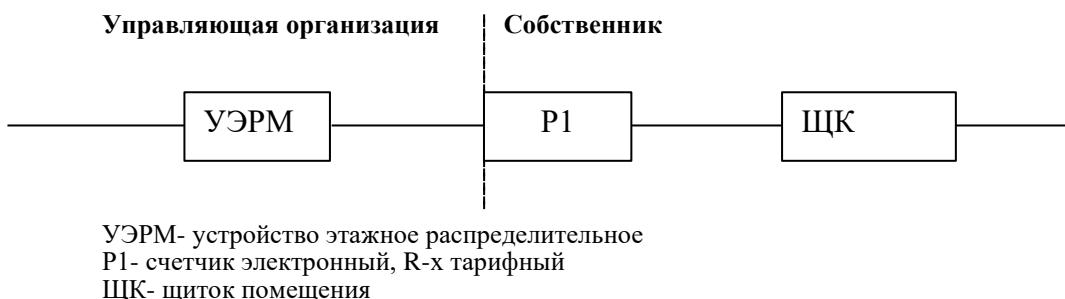 Управляющая организация Собственник
УЭРМ Р1 ЩК
УЭРМ- устройство этажное распределительное
Р1- счетчик электронный, R-х тарифный
ЩК- щиток помещения